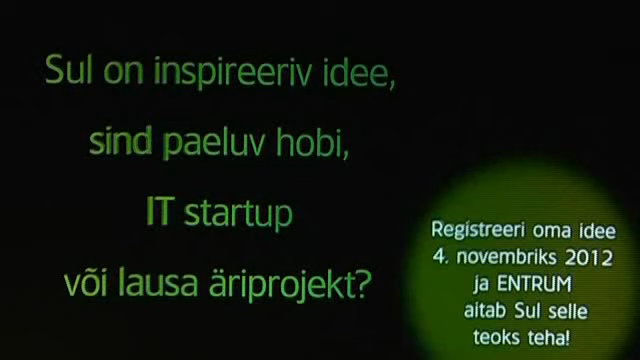 Sul on inspireeriv idee,
sind paeluv hobi,
IT startup
või lausa äriprojekt?
Registreeri oma idee
4. novembriks 2012
ja ENTRUM
aitab Sul selle
teoks teha!